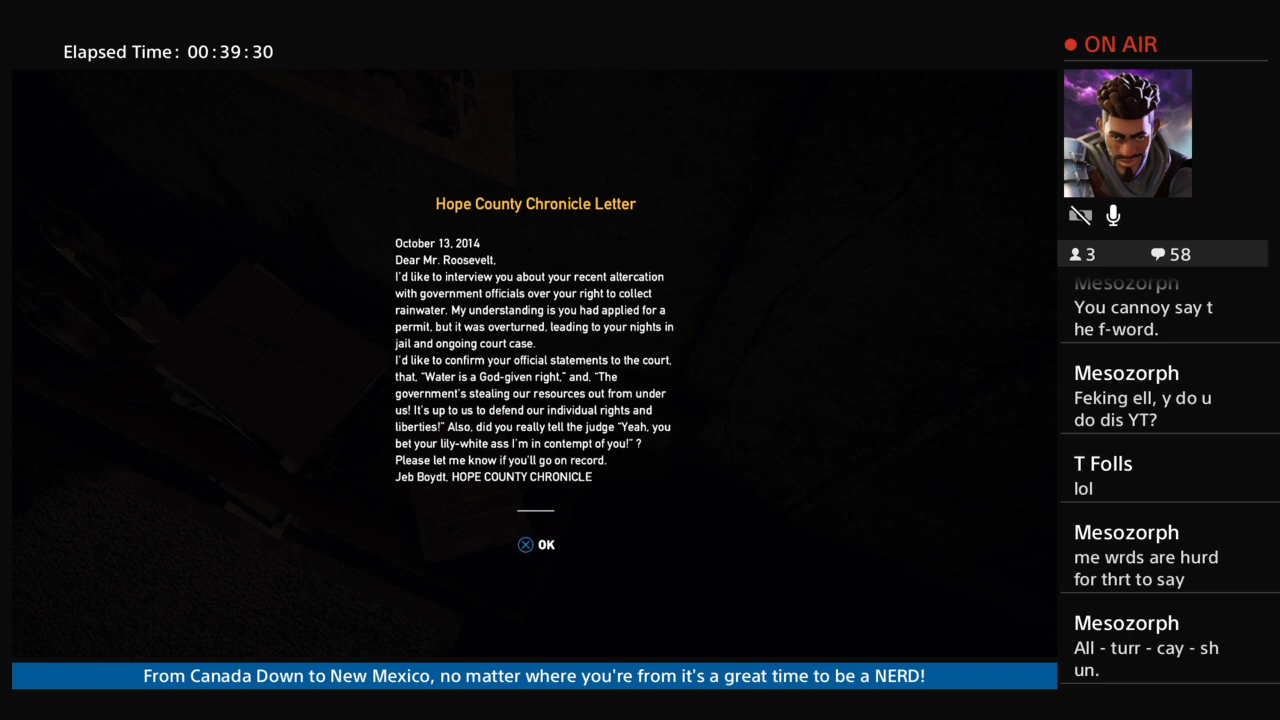 Elapsed Time: 00:39:30
ON AIR
Hope County Chronicle Letter
October 13, 2014
Dear Mr. Roosevelt,
I'd like to interview you about your recent altercation
with government officials over your right to collect
rainwater. My understanding is you had applied for a
permit, but it was overturned, leading to your nights in
jail and ongoing court case.
I'd like to confirm your official statements to the court,
that, "Water is a God-given right," and, "The
government's stealing our resources out from under
us! It's up to us to defend our individual rights and
liberties!" Also, did you really tell the judge "Yeah, you
bet your lily-white ass I'm in contempt of you!" ?
Please let me know if you'll go on record.
Jeb Boydt, HOPE COUNTY CHRONICLE
OK
3
58
Mesozorph
You cannoy say t
he f-word.
Mesozorph
Feking ell, y do u
do dis YT?
T Folls
lol
Mesozorph
me wrds are hurd
for thrt to say
Mesozorph
All - turr - cay - sh
un.
From Canada Down to New Mexico, no matter where you're from it's a great time to be a NERD!